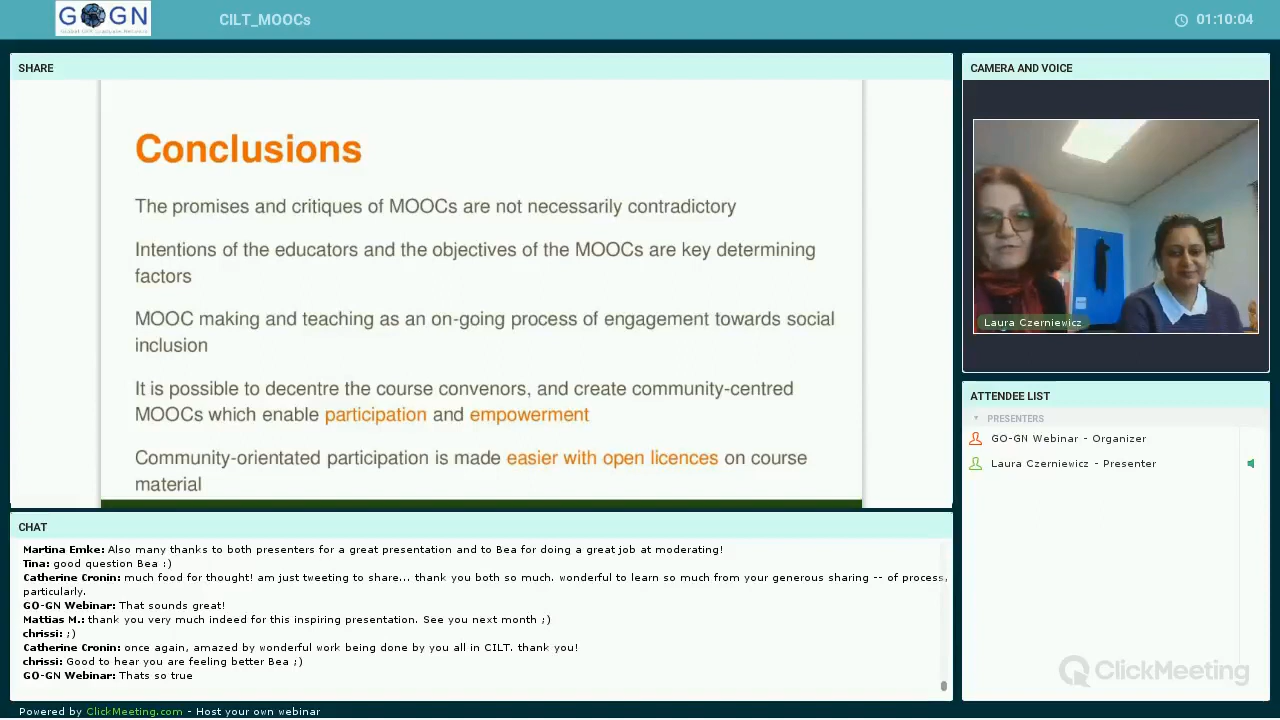 GO GN
CILT_MOOCs
01:10:04
SHARE
Conclusions
The promises and critiques of MOOCs are not necessarily contradictory
Intentions of the educators and the objectives of the MOOCs are key determining
factors
MOOC making and teaching as an on-going process of engagement towards social
inclusion
It is possible to decentre the course convenors, and create community-centred
MOOCs which enable participation and empowerment
Community-orientated participation is made easier with open licences on course
material
CAMERA AND VOICE
Laura Czerniewicz
ATTENDEE LIST
PRESENTERS
GO-GN Webinar - Organizer
Laura Czerniewicz - Presenter
CHAT
Martina Emke: Also many thanks to both presenters for a great presentation and to Bea for doing a great job at moderating!
Tina: good question Bea :)
Catherine Cronin: much food for thought! am just tweeting to share... thank you both so much. wonderful to learn so much from your generous sharing -- of process,
particularly.
GO-GN Webinar: That sounds great!
Mattias M.: thank you very much indeed for this inspiring presentation. See you next month ;)
chrissi: ;)
Catherine Cronin: once again, amazed by wonderful work being done by you all in CILT. thank you!
chrissi: Good to hear you are feeling better Bea ;)
GO-GN Webinar: Thats so true
ClickMeeting
Powered by ClickMeeting.com - Host your own webinar